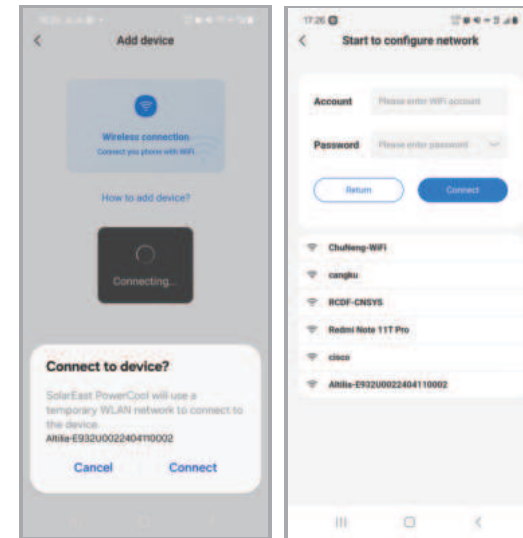 Add device
Wireless connection
Connect you phone with WiFi
How to add device?
Connecting...
Connect to device?
SolarEast PowerCool will use a
temporary WLAN network to connect to
the device.
Altilia-E932U0022404110002
Cancel Connect
17:26
Start to configure network
Account Please enter WiFi account
Password Please enter password
Return Connect
ChuNeng-WiFi
cangku
RCDF-CNSYS
Redmi Note 11T Pro
cisco
Altilia-E932U0022404110002